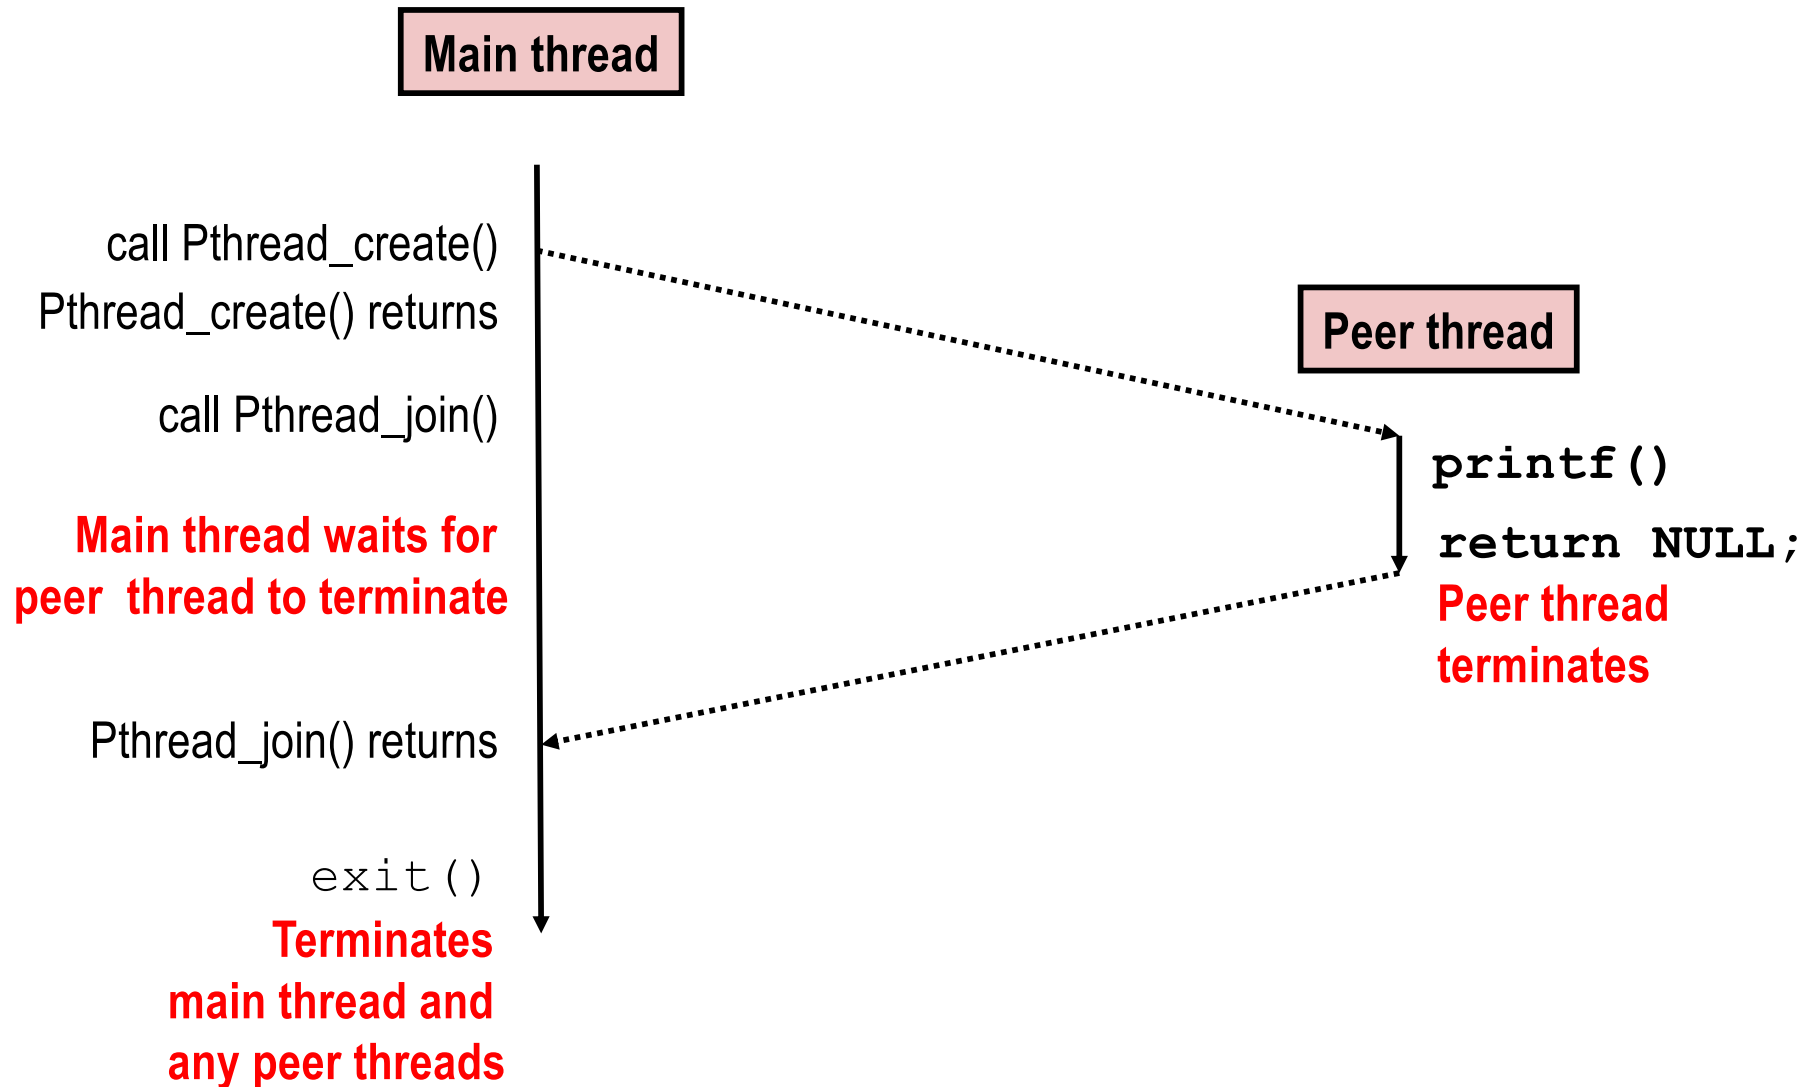 Main thread
call Pthread_create()
Pthread_create() returns
Peer thread
call Pthread_join()
printf()
Main thread waits for
peer  thread to terminate
return NULL;
Peer thread
terminates
Pthread_join() returns
exit()
Terminates
main thread and
any peer threads